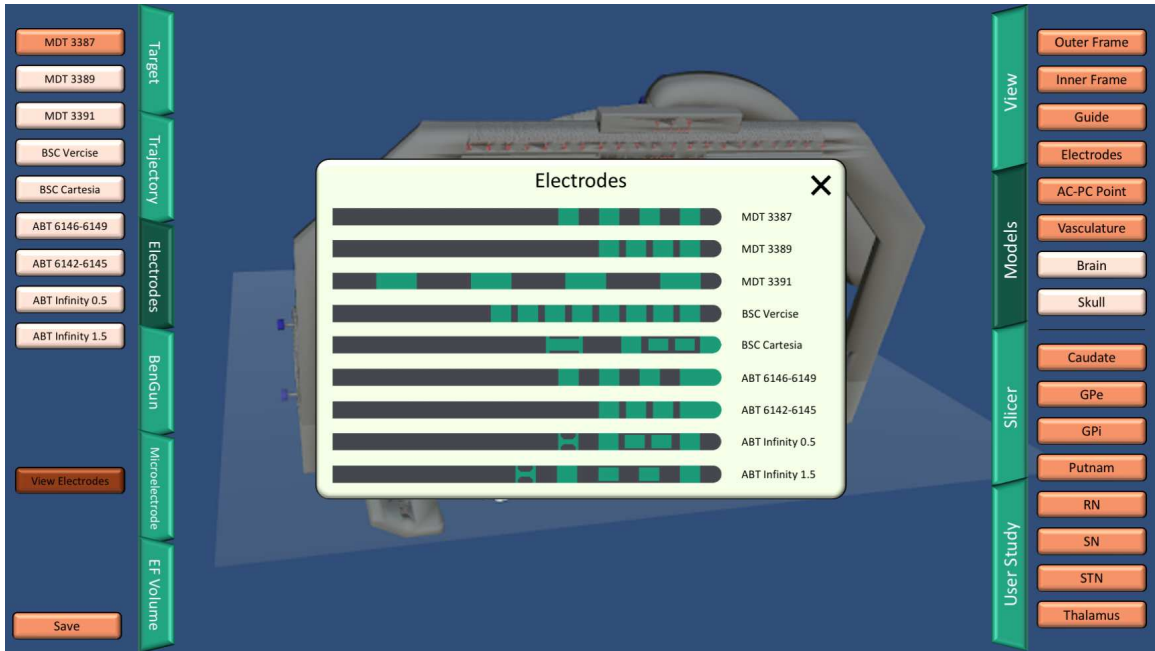 MDT 3387
MDT 3389
MDT 3391
BSC Vercise
BSC Cartesia
ABT 6146-6149
ABT 6142-6145
ABT Infinity 0.5
ABT Infinity 1.5
View Electrodes
Save
Target
Trajectory
Electrodes
BenGun
Microelectrode
EF Volume
Electrodes
MDT 3387
MDT 3389
MDT 3391
BSC Vercise
BSC Cartesia
ABT 6146-6149
ABT 6142-6145
ABT Infinity 0.5
ABT Infinity 1.5
View
Models
Slicer
User Study
Outer Frame
Inner Frame
Guide
Electrodes
AC-PC Point
Vasculature
Brain
Skull
Caudate
GPe
GPi
Putnam
RN
SN
STN
Thalamus